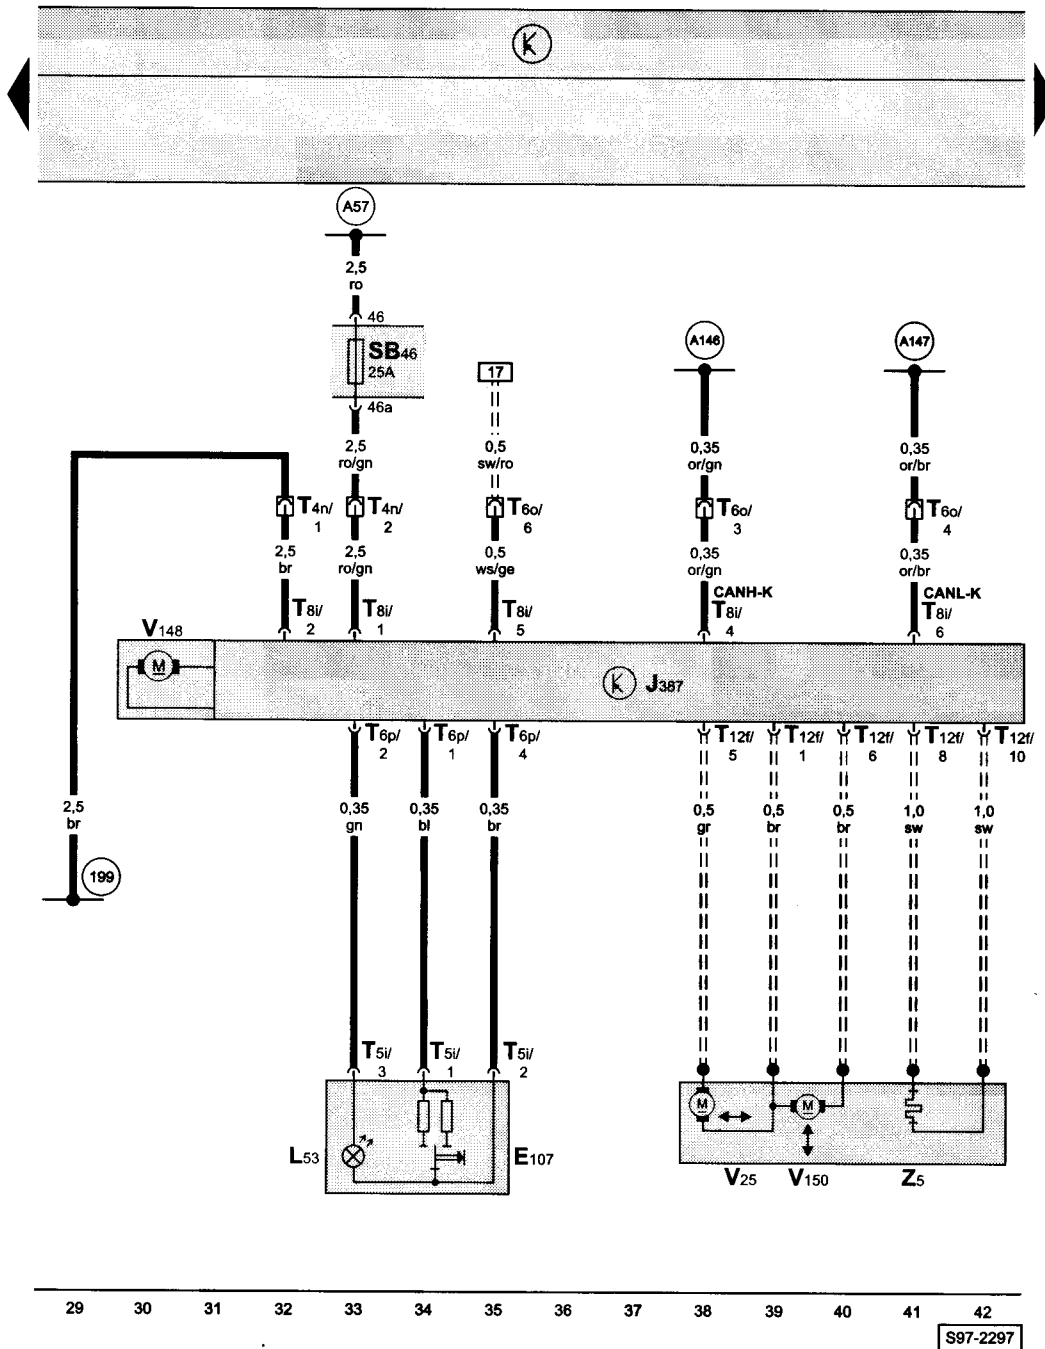 A57
2,5
ro
46
SB46
25A
46a
A146
A147
17
2,5
ro/gn
0,5
sw/ro
0,35
or/gn
0,35
or/br
T4n/
1
T4n/
2
T6o/
6
T6o/
3
T6o/
4
2,5
br
2,5
ro/gn
0,5
ws/ge
0,35
or/gn
0,35
or/br
CANH-K
CANL-K
T8i/
2
T8i/
1
T8i/
5
T8i/
4
T8i/
6
V148
M
J387
T6p/
2
T6p/
1
T6p/
4
T12f/
5
T12f/
1
T12f/
6
T12f/
8
T12f/
10
2,5
br
0,35
gn
0,35
bl
0,35
br
0,5
gr
0,5
br
0,5
br
1,0
sw
1,0
sw
199
T5i/
3
T5i/
1
T5i/
2
M
M
L53
E107
V25
V150
Z5
29 30 31 32 33 34 35 36 37 38 39 40 41 42
S97-2297